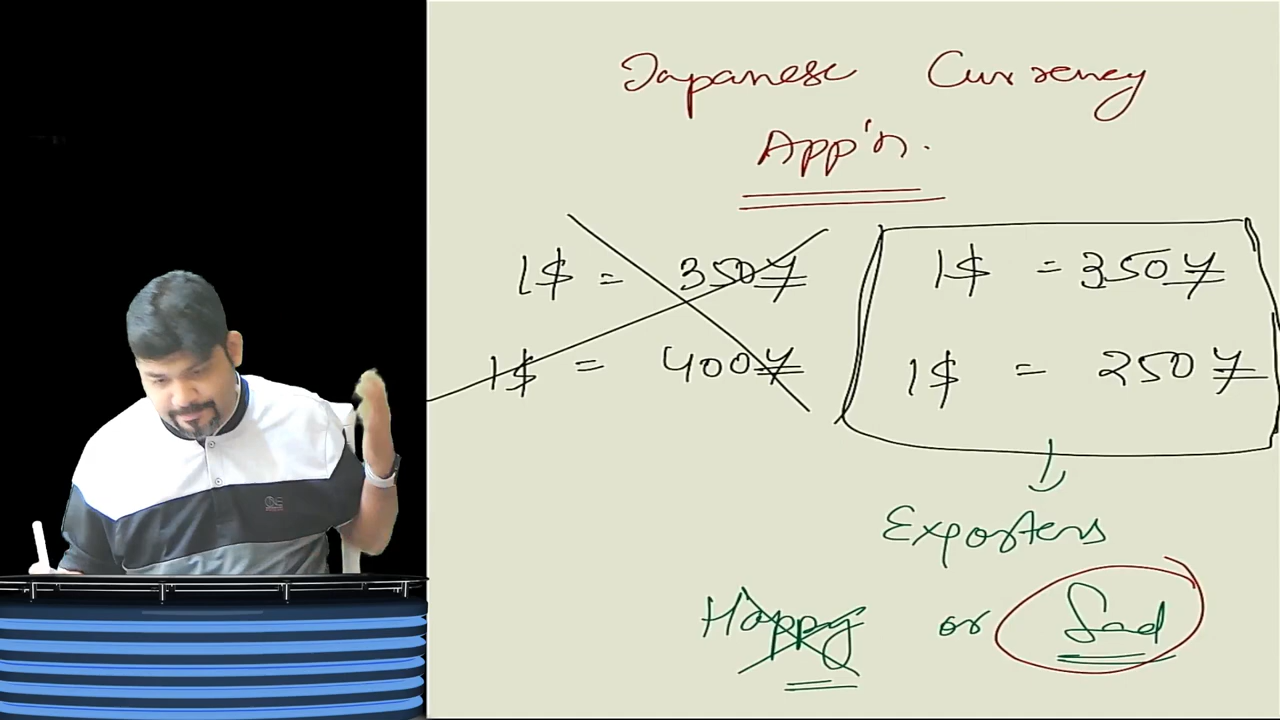 Japanese Currency
App'n.
1$ = 350¥
1$ = 400¥
1$ = 350¥
1$ = 250¥
Exporters
Happy or Sad